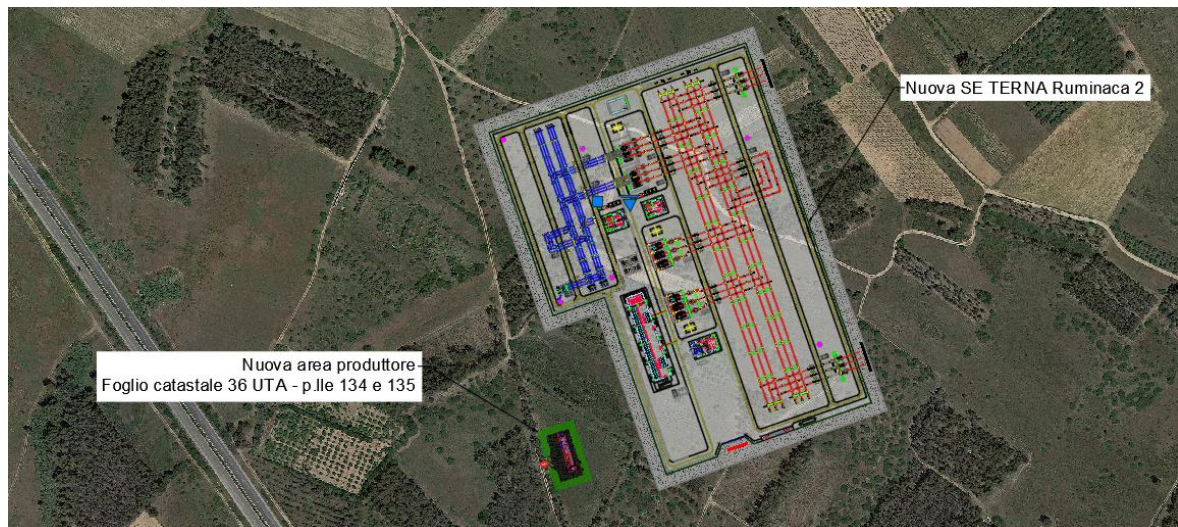 Nuova SE TERNA Ruminaca 2
Nuova area produttore
Foglio catastale 36 UTA - p.lle 134 e 135